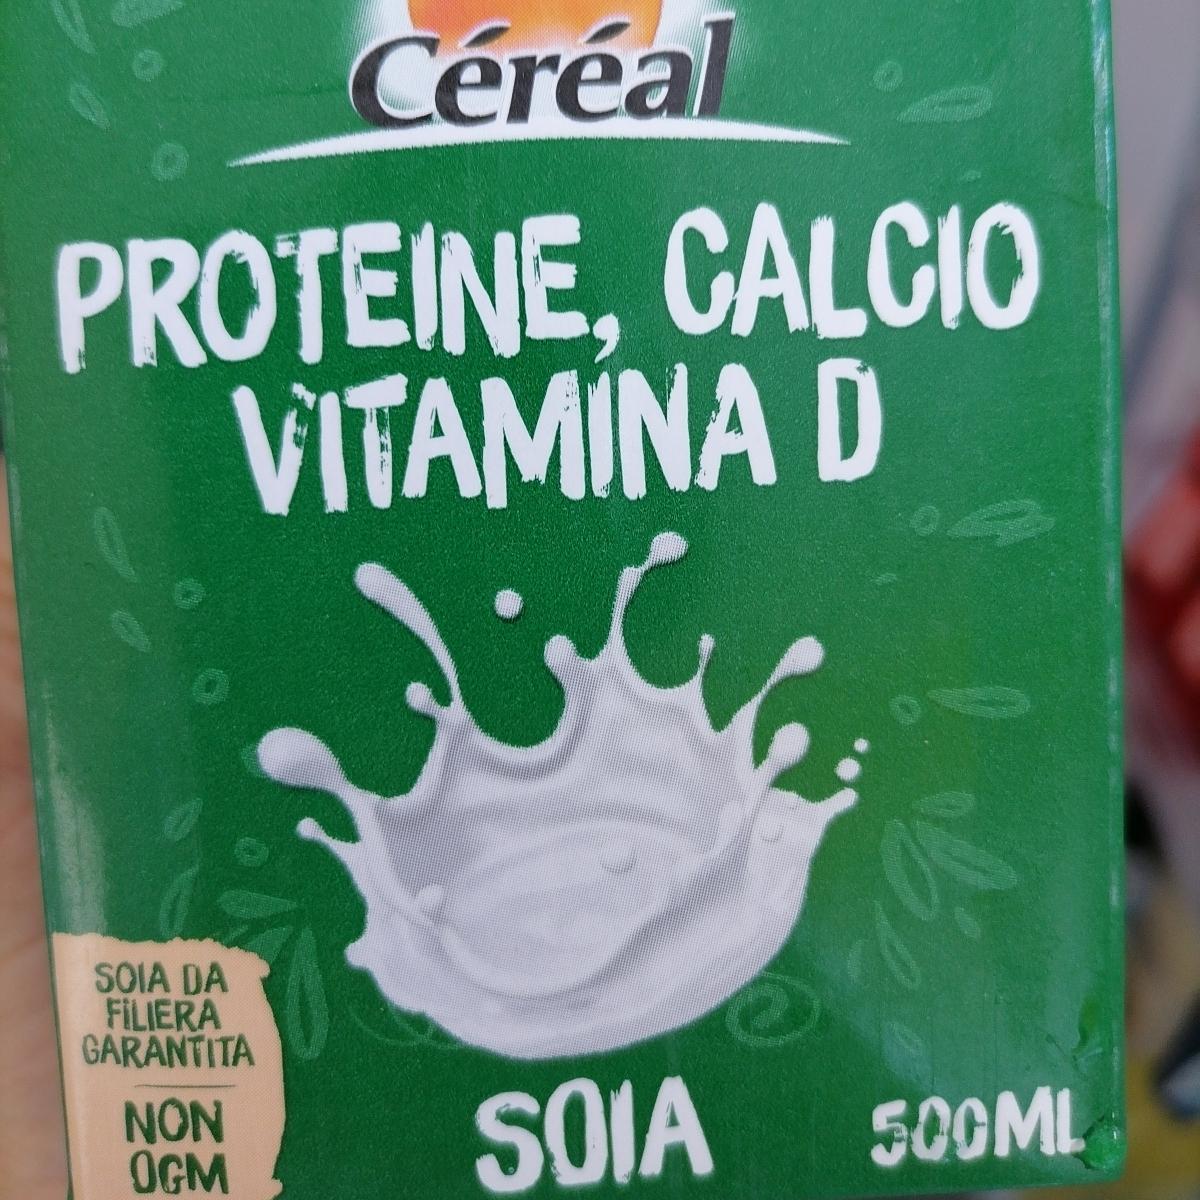 Céréal
PROTEINE, CALCIO
VITAMINA D
SOIA DA
FILIERA
GARANTITA
NON
OGM
SOIA
500ML